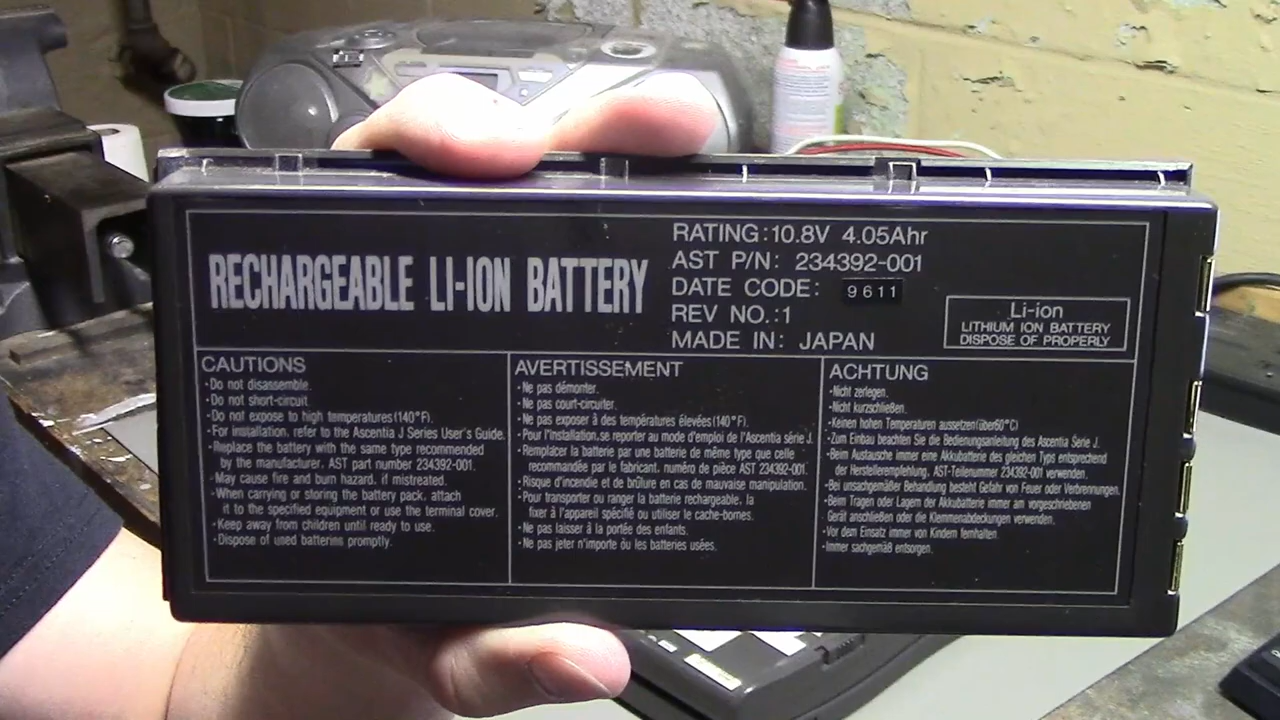 RECHARGEABLE LI-ION BATTERY
RATING:10.8V 4.05Ahr
AST P/N: 234392-001
DATE CODE: 9611
REV NO.:1
MADE IN: JAPAN
Li-ion
LITHIUM ION BATTERY
DISPOSE OF PROPERLY
CAUTIONS
·Do not disassemble.
·Do not short-circuit.
·Do not expose to high temperatures(140°F).
·For installation, refer to the Ascentia J Series User's Guide.
·Replace the battery with the same type recommended
by the manufacturer. AST part number 234392-001.
·May cause fire and burn hazard, if mistreated.
·When carrying or storing the battery pack, attach
it to the specified equipment or use the terminal cover.
·Keep away from children until ready to use.
·Dispose of used batterins promptly.
AVERTISSEMENT
·Ne pas démonter.
·Ne pas court-circuiter.
·Ne pas exposer à des températures élevées(140°F).
·Pour l'installation,se reporter au mode d'emploi de l'Ascentia série J.
·Remplacer la batterie par une batterie de même type que celle
recommandée par le fabricant, numéro de pièce AST 234392-001.
·Risque d'incendie et de brûlure en cas de mauvaise manipulation.
·Pour transporter ou ranger la batterie rechargeable, la
fixer à l'appareil spécifié ou utiliser le cache-bornes.
·Ne pas laisser à la portée des enfants.
·Ne pas jeter n'importe où les batteries usées.
ACHTUNG
·Nicht zerlegen.
·Nicht kurzschließen.
·Keinen hohen Temperaturen aussetzen(über60°C)
·Zum Einbau beachten Sie die Bedienungsanleitung des Ascentia Serie J.
·Beim Austausche immer eine Akkubatterie des gleichen Typs entsprechend
der Herstellerempfehlung, AST-Teilenummer 234392-001 verwenden.
·Bei unsachgemäßer Behandlung besteht Gefahr von Feuer oder Verbrennungen.
·Beim Tragen oder Lagern der Akkubatterie immer am vorgeschriebenen
Gerät anschließen oder die Klemmenabdeckungen verwenden.
·Vor dem Einsatz immer von Kindern fernhalten.
·Immer sachgemäß entsorgen.